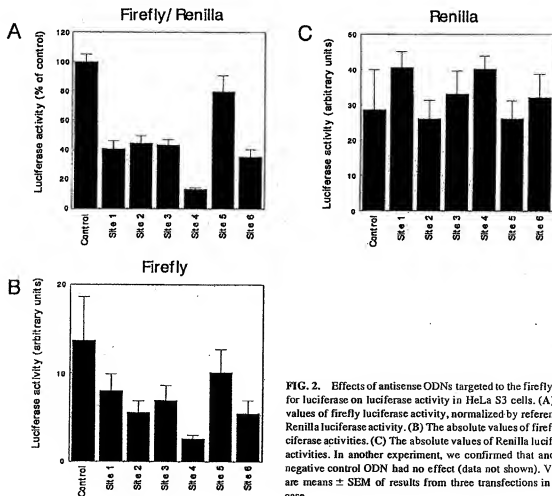 A
Firefly/ Renilla
Luciferase activity (% of control)
120
100
80
60
40
20
0
Control
Site 1
Site 2
Site 3
Site 4
Site 5
Site 6
C
Renilla
Luciferase activity (arbitrary units)
50
40
30
20
10
0
Control
Site 1
Site 2
Site 3
Site 4
Site 5
Site 6
B
Firefly
Luciferase activity (arbitrary units)
20
10
0
Control
Site 1
Site 2
Site 3
Site 4
Site 5
Site 6
FIG. 2. Effects of antisense ODNs targeted to the firefly
for luciferase on luciferase activity in HeLa S3 cells. (A)
values of firefly luciferase activity, normalized by referen
Renilla luciferase activity. (B) The absolute values of firef
ciferase activities. (C) The absolute values of Renilla lucif
activities. In another experiment, we confirmed that ano
negative control ODN had no effect (data not shown). V
are means ± SEM of results from three transfections in